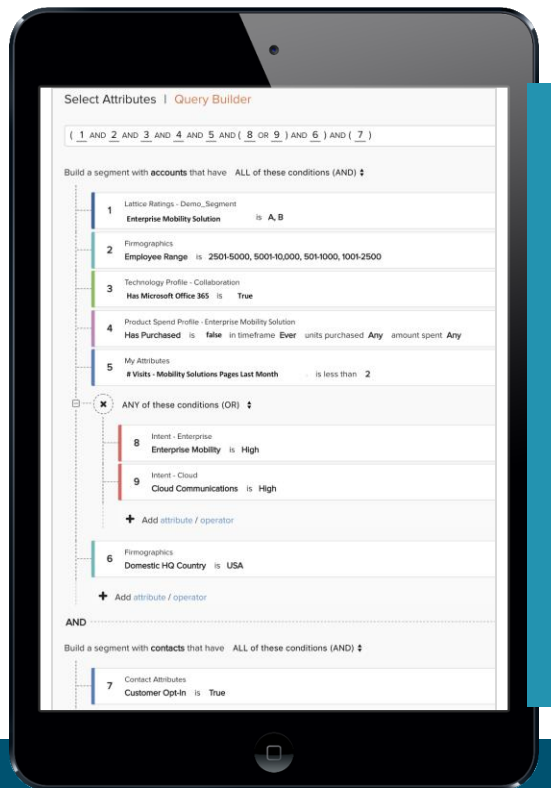 Select Attributes | Query Builder
( 1 AND 2 AND 3 AND 4 AND 5 AND ( 8 OR 9 ) AND 6 ) AND ( 7 )
Build a segment with accounts that have ALL of these conditions (AND)
1 Lattice Ratings - Demo_Segment
Enterprise Mobility Solution is A, B
2 Firmographics
Employee Range is 2501-5000, 5001-10,000, 501-1000, 1001-2500
3 Technology Profile - Collaboration
Has Microsoft Office 365 is True
4 Product Spend Profile - Enterprise Mobility Solution
Has Purchased is false in timeframe Ever units purchased Any amount spent Any
5 My Attributes
# Visits - Mobility Solutions Pages Last Month is less than 2
ANY of these conditions (OR)
8 Intent - Enterprise
Enterprise Mobility is High
9 Intent - Cloud
Cloud Communications is High
Add attribute / operator
6 Firmographics
Domestic HQ Country is USA
Add attribute / operator
AND
Build a segment with contacts that have ALL of these conditions (AND)
7 Contact Attributes
Customer Opt-In is True